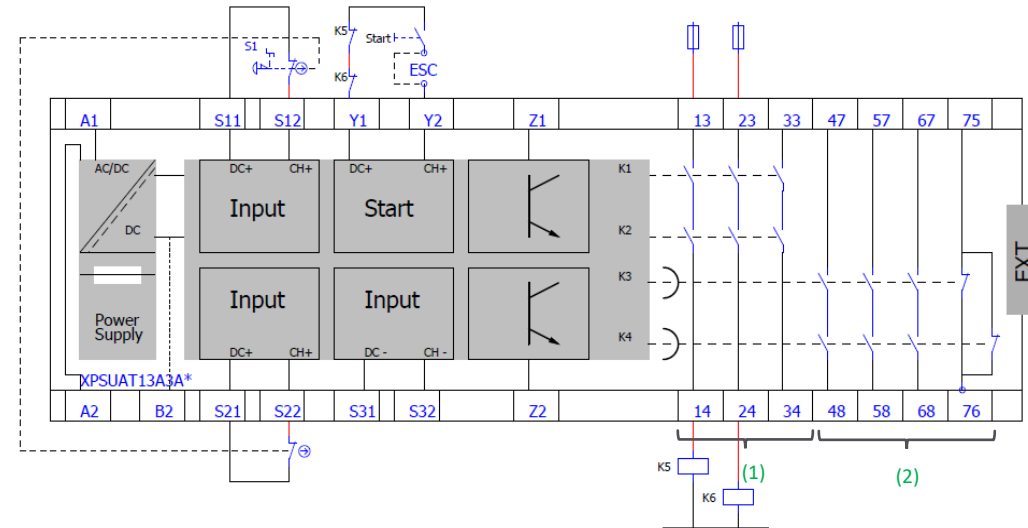 S1
K5
Start
K6
ESC
A1 S11 S12 Y1 Y2 Z1 13 23 33 47 57 67 75
AC/DC
DC
DC+ CH+
Input
DC+ CH+
Start
K1
K2
Power
Supply
Input
DC+ CH+
Input
DC - CH -
K3
K4
EXT
XPSUAT13A3A*
A2 B2 S21 S22 S31 S32 Z2 14 24 34 48 58 68 76
K5
(1)
(2)
K6